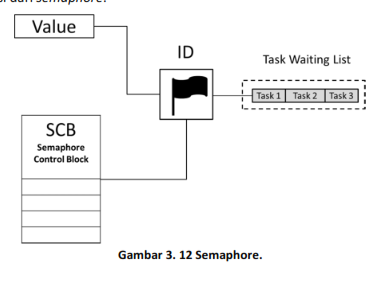 dari semaphore.
Value
ID
Task Waiting List
Task 1 Task 2 Task 3
SCB
Semaphore
Control Block
Gambar 3. 12 Semaphore.